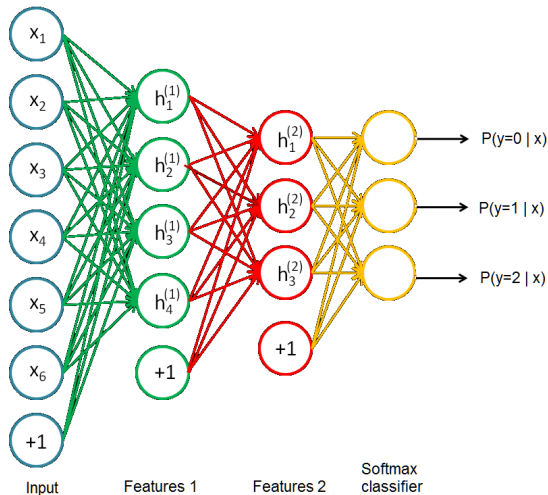 x₁
x₂
x₃
x₄
x₅
x₆
+1
Input
h₁⁽¹⁾
h₂⁽¹⁾
h₃⁽¹⁾
h₄⁽¹⁾
+1
Features 1
h₁⁽²⁾
h₂⁽²⁾
h₃⁽²⁾
+1
Features 2
Softmax
classifier
P(y=0 | x)
P(y=1 | x)
P(y=2 | x)